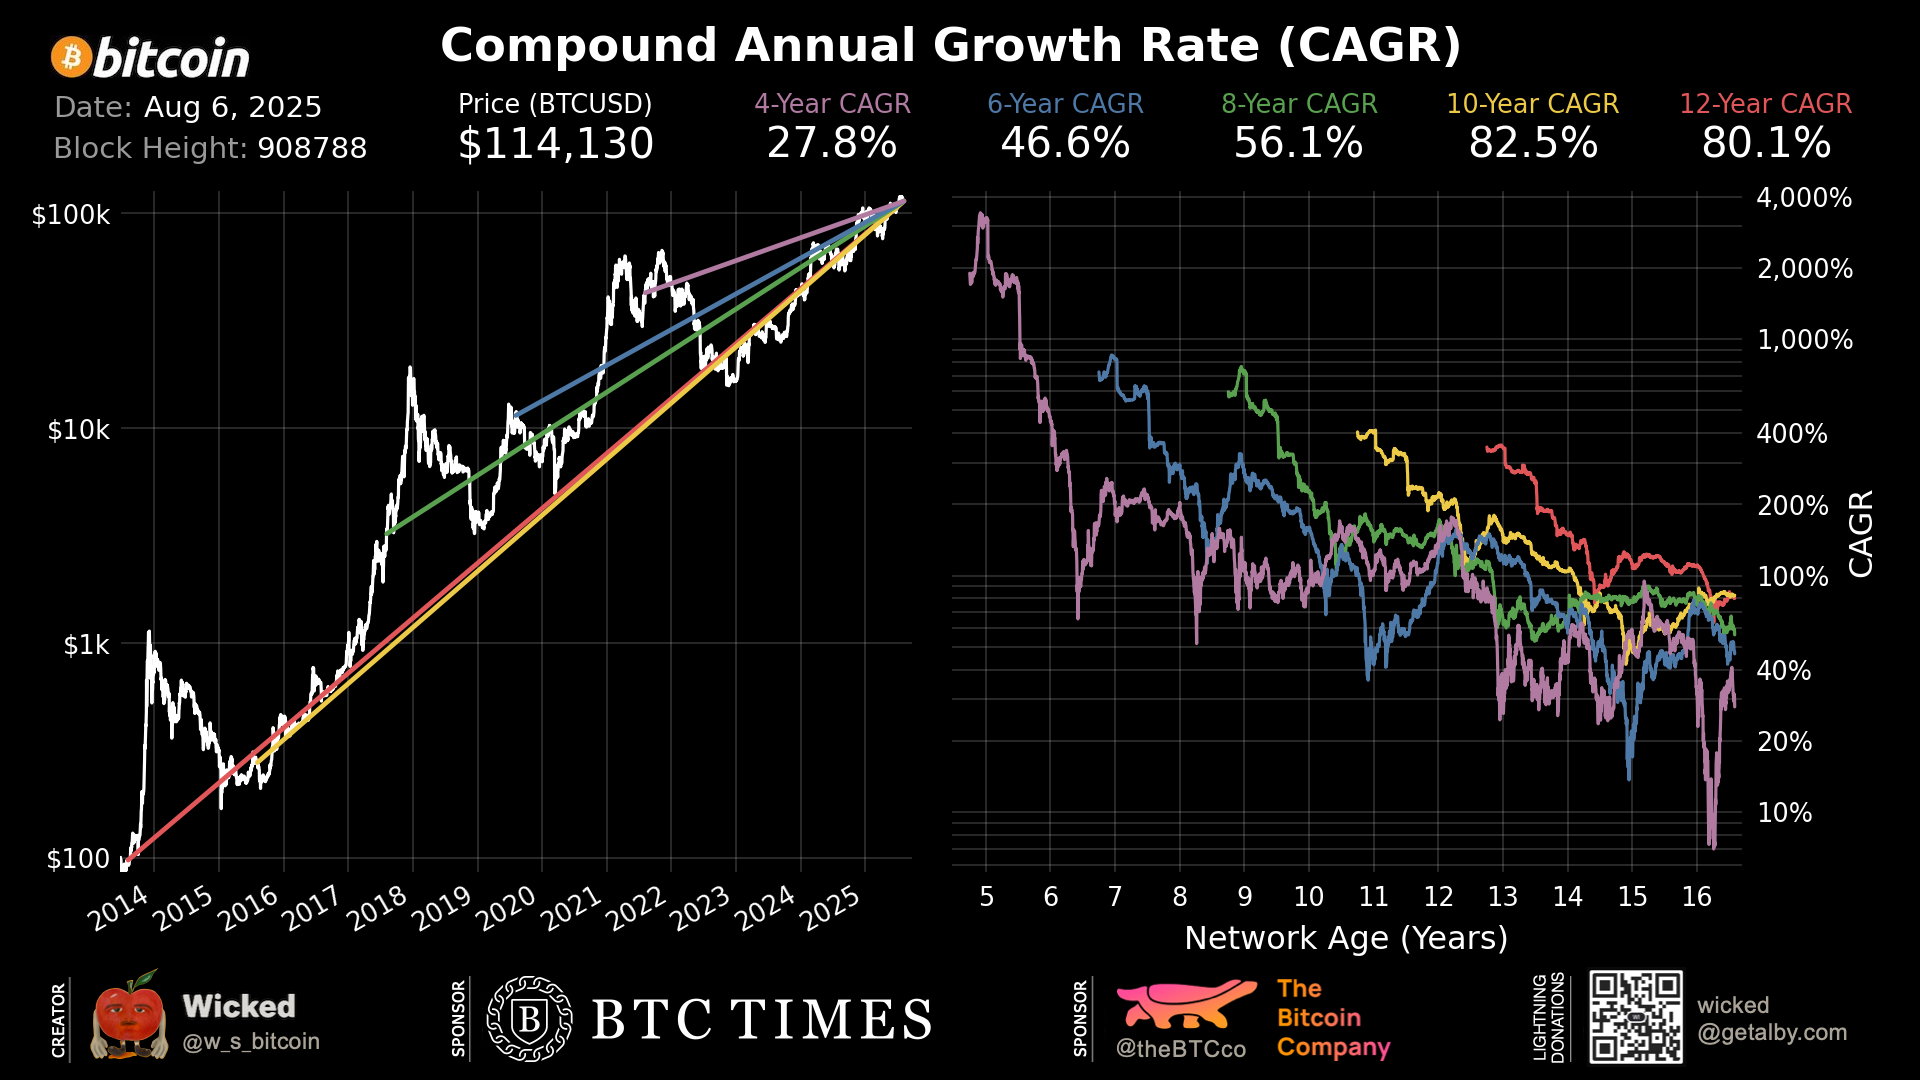 bitcoin
Compound Annual Growth Rate (CAGR)
Date: Aug 6, 2025
Block Height: 908788
Price (BTCUSD)
$114,130
4-Year CAGR
27.8%
6-Year CAGR
46.6%
8-Year CAGR
56.1%
10-Year CAGR
82.5%
12-Year CAGR
80.1%
$100k
$10k
$1k
$100
2014
2015
2016
2017
2018
2019
2020
2021
2022
2023
2024
2025
4,000%
2,000%
1,000%
400%
200%
100%
40%
20%
10%
CAGR
5
6
7
8
9
10
11
12
13
14
15
16
Network Age (Years)
CREATOR
Wicked
@w_s_bitcoin
SPONSOR
B
BTC TIMES
SPONSOR
@theBTCco
The
Bitcoin
Company
LIGHTNING
DONATIONS
wicked
@getalby.com